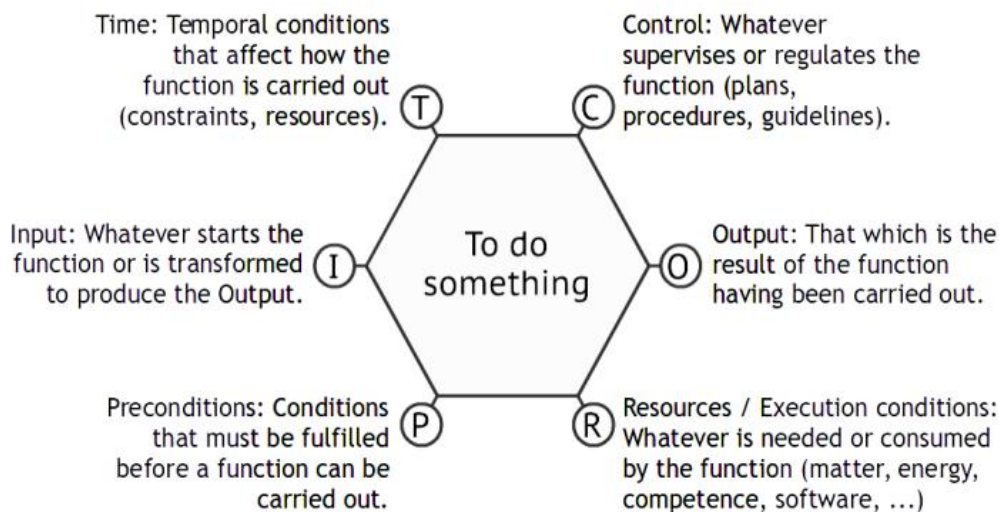 Time: Temporal conditions
that affect how the
function is carried out
(constraints, resources).
T
Control: Whatever
supervises or regulates the
function (plans,
procedures, guidelines).
C
Input: Whatever starts the
function or is transformed
to produce the Output.
I
To do
something
O
Output: That which is the
result of the function
having been carried out.
Preconditions: Conditions
that must be fulfilled
before a function can be
carried out.
P
R
Resources / Execution conditions:
Whatever is needed or consumed
by the function (matter, energy,
competence, software, ...)